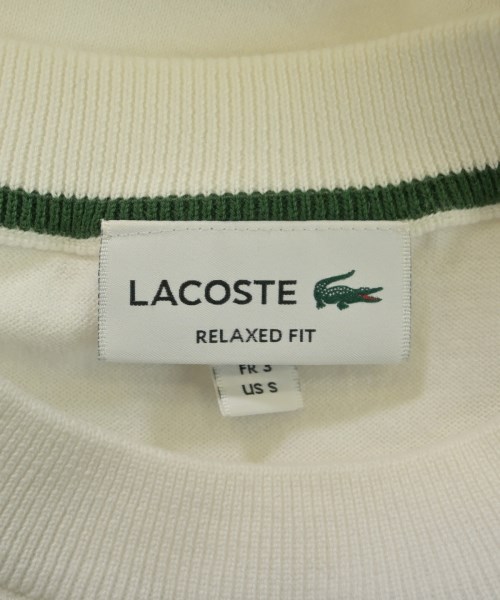 LACOSTE
RELAXED FIT
FR 3
US S